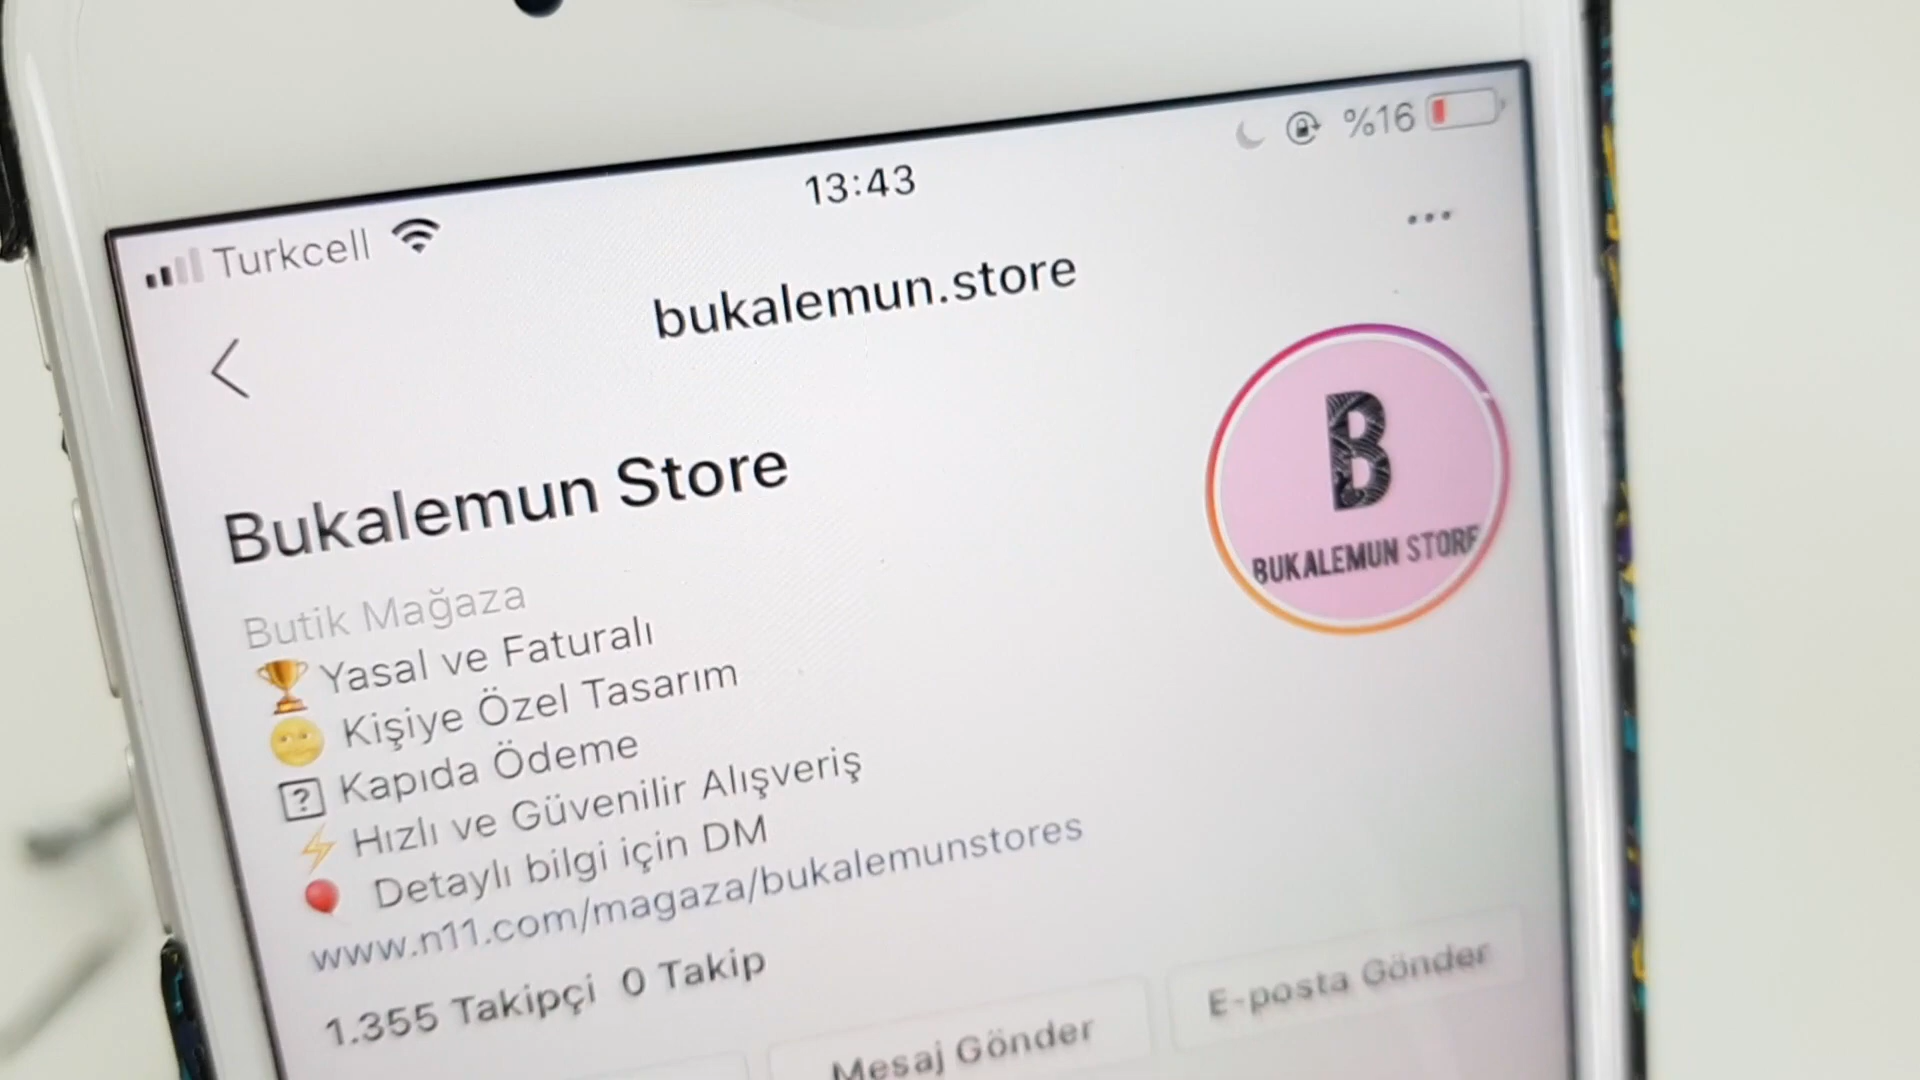 Turkcell 13:43 %16
bukalemun.store
Bukalemun Store
B
BUKALEMUN STORE
Butik Mağaza
Yasal ve Faturalı
Kişiye Özel Tasarım
Kapıda Ödeme
Hızlı ve Güvenilir Alışveriş
Detaylı bilgi için DM
www.n11.com/magaza/bukalemunstores
1.355 Takipçi 0 Takip
Mesaj Gönder
E-posta Gönder